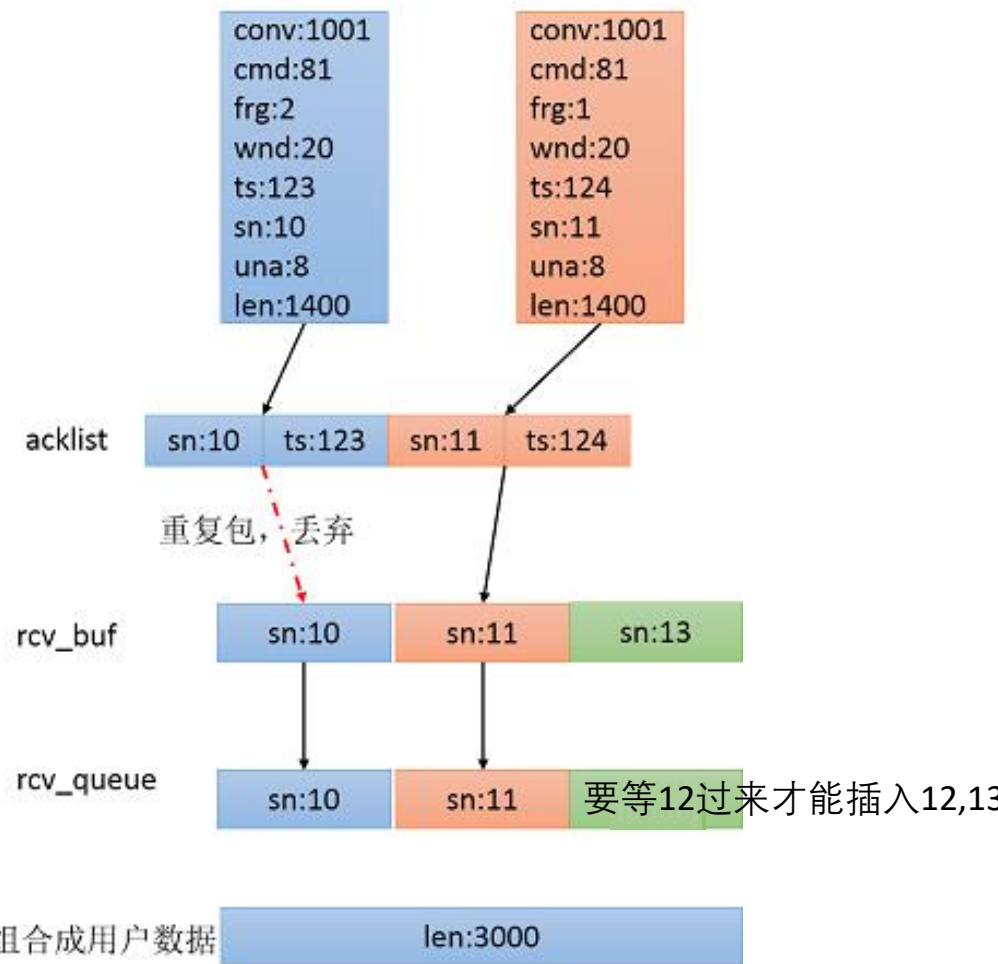 conv:1001
cmd:81
frg:2
wnd:20
ts:123
sn:10
una:8
len:1400
conv:1001
cmd:81
frg:1
wnd:20
ts:124
sn:11
una:8
len:1400
acklist sn:10 ts:123 sn:11 ts:124
重复包，丢弃
rcv_buf sn:10 sn:11 sn:13
rcv_queue sn:10 sn:11 要等12过来才能插入12,13
组合成用户数据 len:3000